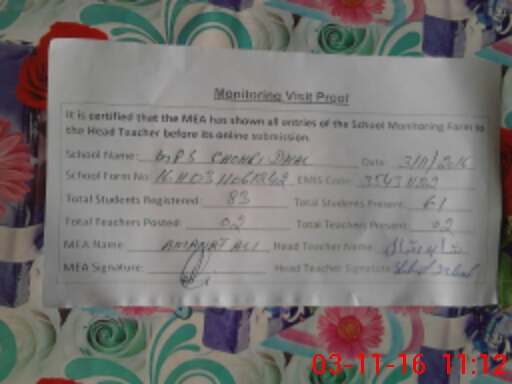 Monitoring Visit Proof
It is certified that the MEA has shown all entries of the School Monitoring Form to
the Head Teacher before its online submission.
School Name: GPS Date: 3/11/2016
School Form No: EMIS Code:
Total Students Registered: 83 Total Students Present: 61
Total Teachers Posted: 02 Total Teachers Present: 02
MEA Name: AMANAT ALI Head Teacher Name:
MEA Signature: Head Teacher Signature:
03-11-16 11:12